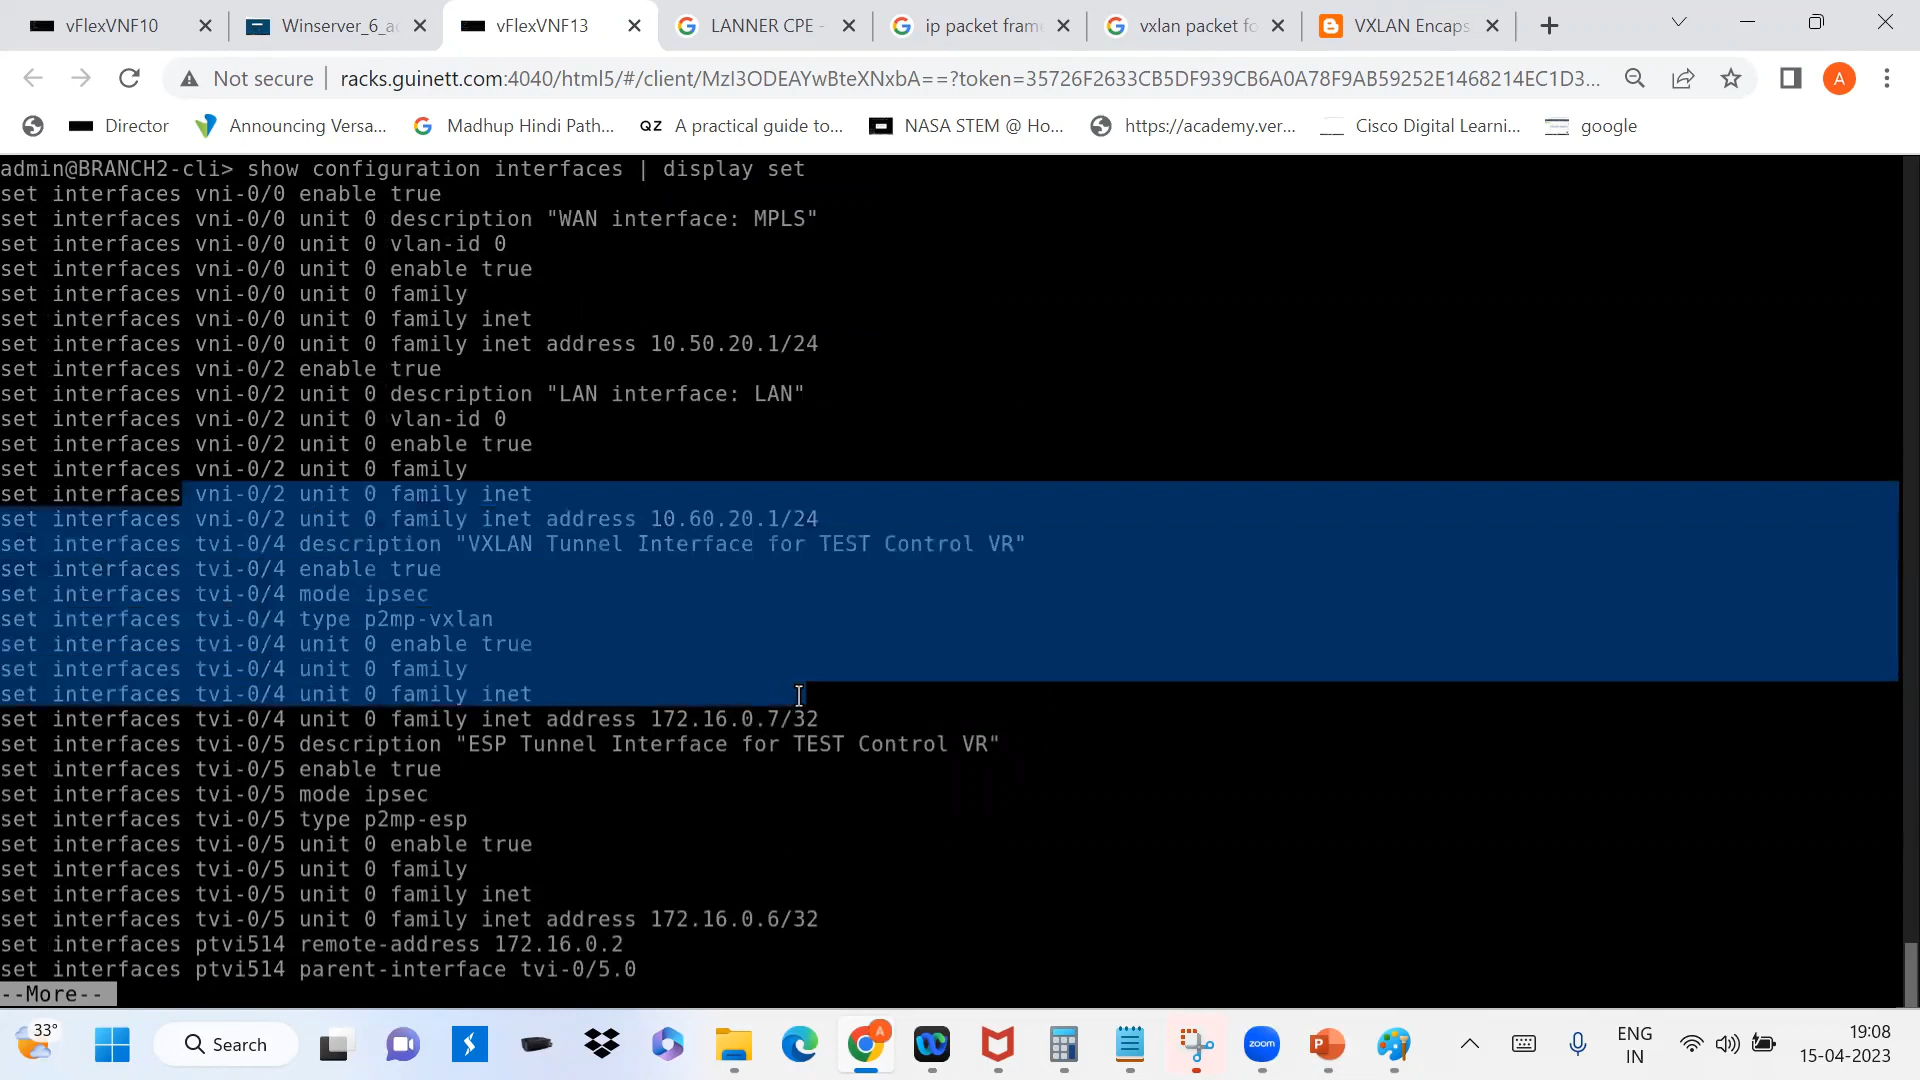 vFlexVNF10
Winserver_6_ac
vFlexVNF13
LANNER CPE -
ip packet frame
vxlan packet fo
VXLAN Encaps
Not secure
racks.guinett.com:4040/html5/#/client/MzI3ODEAYwBteXNxbA==?token=35726F2633CB5DF939CB6A0A78F9AB59252E1468214EC1D3...
A
Director
Announcing Versa...
Madhup Hindi Path...
QZ A practical guide to...
NASA STEM @ Ho...
https://academy.ver...
Cisco Digital Learni...
google
admin@BRANCH2-cli> show configuration interfaces | display set
set interfaces vni-0/0 enable true
set interfaces vni-0/0 unit 0 description "WAN interface: MPLS"
set interfaces vni-0/0 unit 0 vlan-id 0
set interfaces vni-0/0 unit 0 enable true
set interfaces vni-0/0 unit 0 family
set interfaces vni-0/0 unit 0 family inet
set interfaces vni-0/0 unit 0 family inet address 10.50.20.1/24
set interfaces vni-0/2 enable true
set interfaces vni-0/2 unit 0 description "LAN interface: LAN"
set interfaces vni-0/2 unit 0 vlan-id 0
set interfaces vni-0/2 unit 0 enable true
set interfaces vni-0/2 unit 0 family
set interfaces vni-0/2 unit 0 family inet
set interfaces vni-0/2 unit 0 family inet address 10.60.20.1/24
set interfaces tvi-0/4 description "VXLAN Tunnel Interface for TEST Control VR"
set interfaces tvi-0/4 enable true
set interfaces tvi-0/4 mode ipsec
set interfaces tvi-0/4 type p2mp-vxlan
set interfaces tvi-0/4 unit 0 enable true
set interfaces tvi-0/4 unit 0 family
set interfaces tvi-0/4 unit 0 family inet
set interfaces tvi-0/4 unit 0 family inet address 172.16.0.7/32
set interfaces tvi-0/5 description "ESP Tunnel Interface for TEST Control VR"
set interfaces tvi-0/5 enable true
set interfaces tvi-0/5 mode ipsec
set interfaces tvi-0/5 type p2mp-esp
set interfaces tvi-0/5 unit 0 enable true
set interfaces tvi-0/5 unit 0 family
set interfaces tvi-0/5 unit 0 family inet
set interfaces tvi-0/5 unit 0 family inet address 172.16.0.6/32
set interfaces ptvi514 remote-address 172.16.0.2
set interfaces ptvi514 parent-interface tvi-0/5.0
--More--
33°
Search
A
zoom
ENG
IN
19:08
15-04-2023